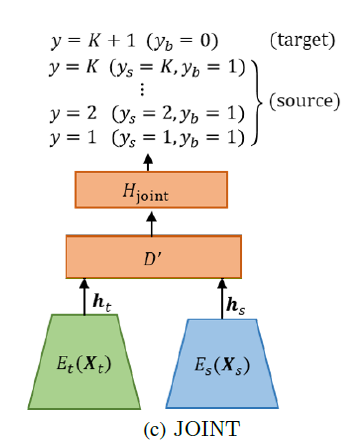 y = K + 1 (y_b = 0) (target)
y = K (y_s = K, y_b = 1)
⋮ (source)
y = 2 (y_s = 2, y_b = 1)
y = 1 (y_s = 1, y_b = 1)
H_joint
D′
h_t h_s
E_t(X_t) E_s(X_s)
(c) JOINT